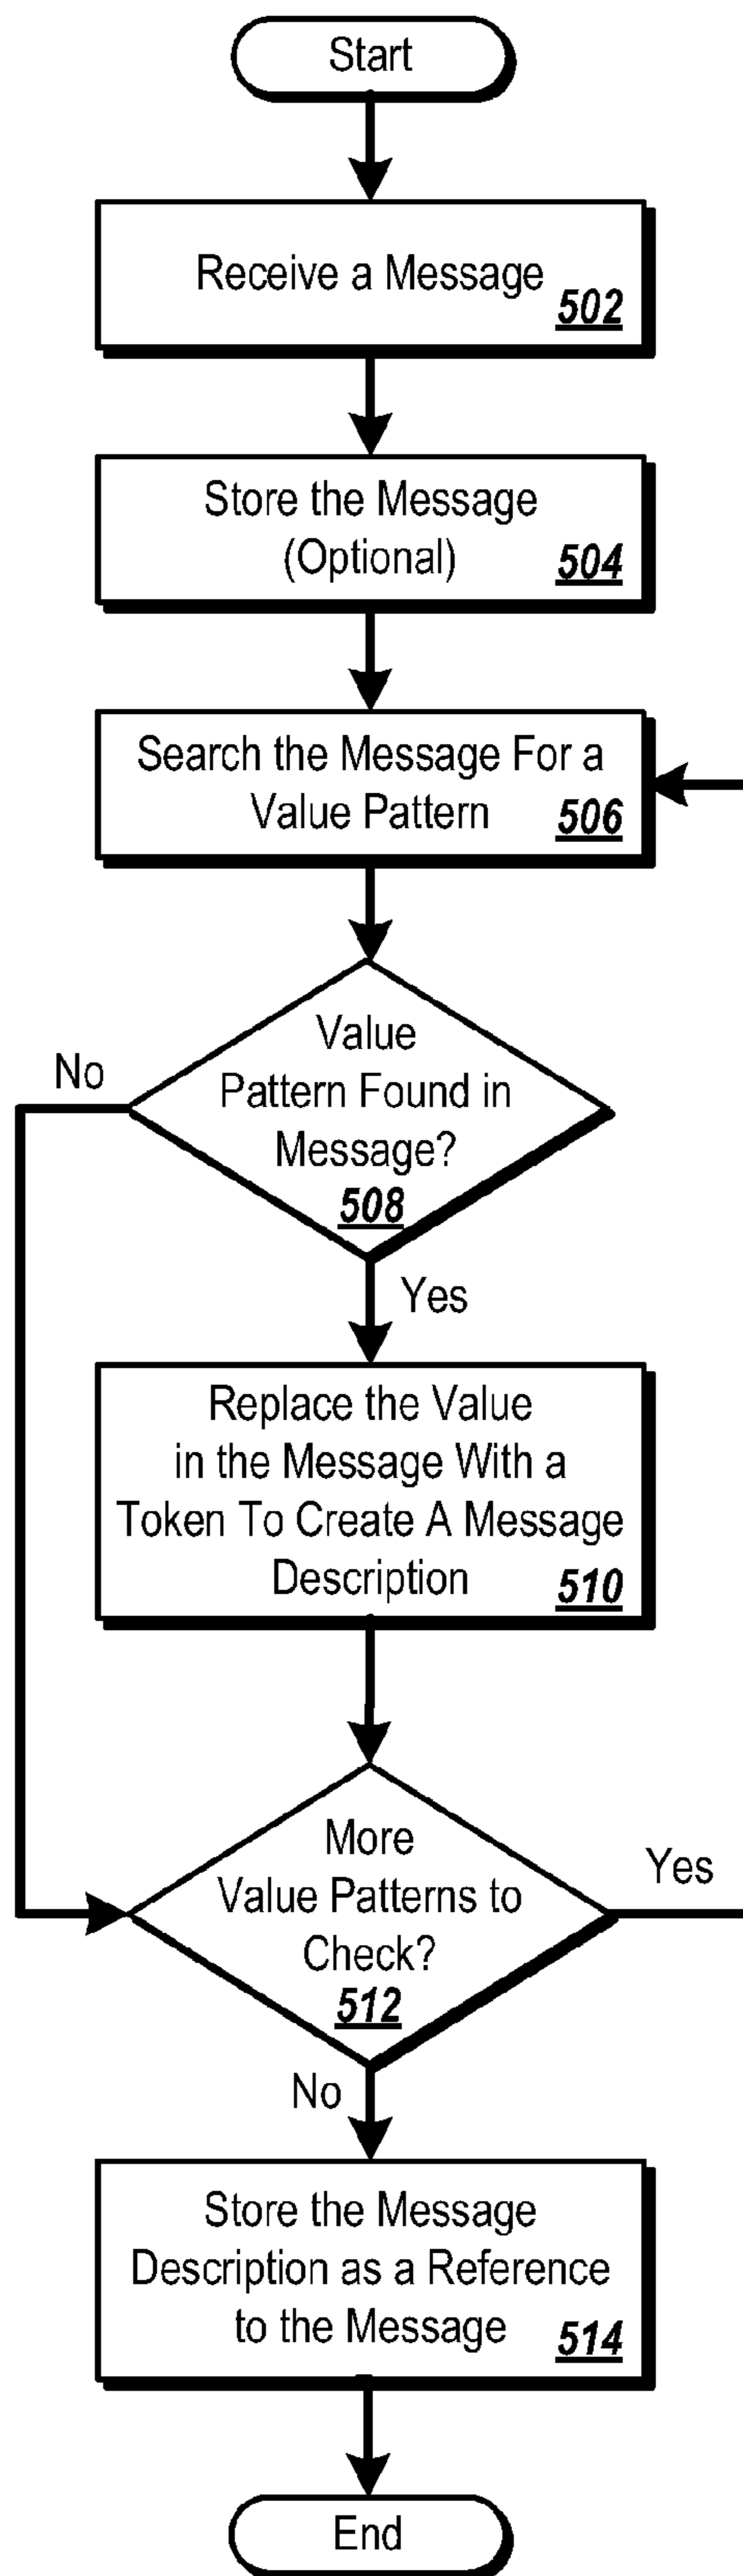 Start
Receive a Message
502
Store the Message
(Optional)
504
Search the Message For a
Value Pattern
506
Value
Pattern Found in
Message?
508
No
Yes
Replace the Value
in the Message With a
Token To Create A Message
Description
510
More
Value Patterns to
Check?
512
Yes
No
Store the Message
Description as a Reference
to the Message
514
End